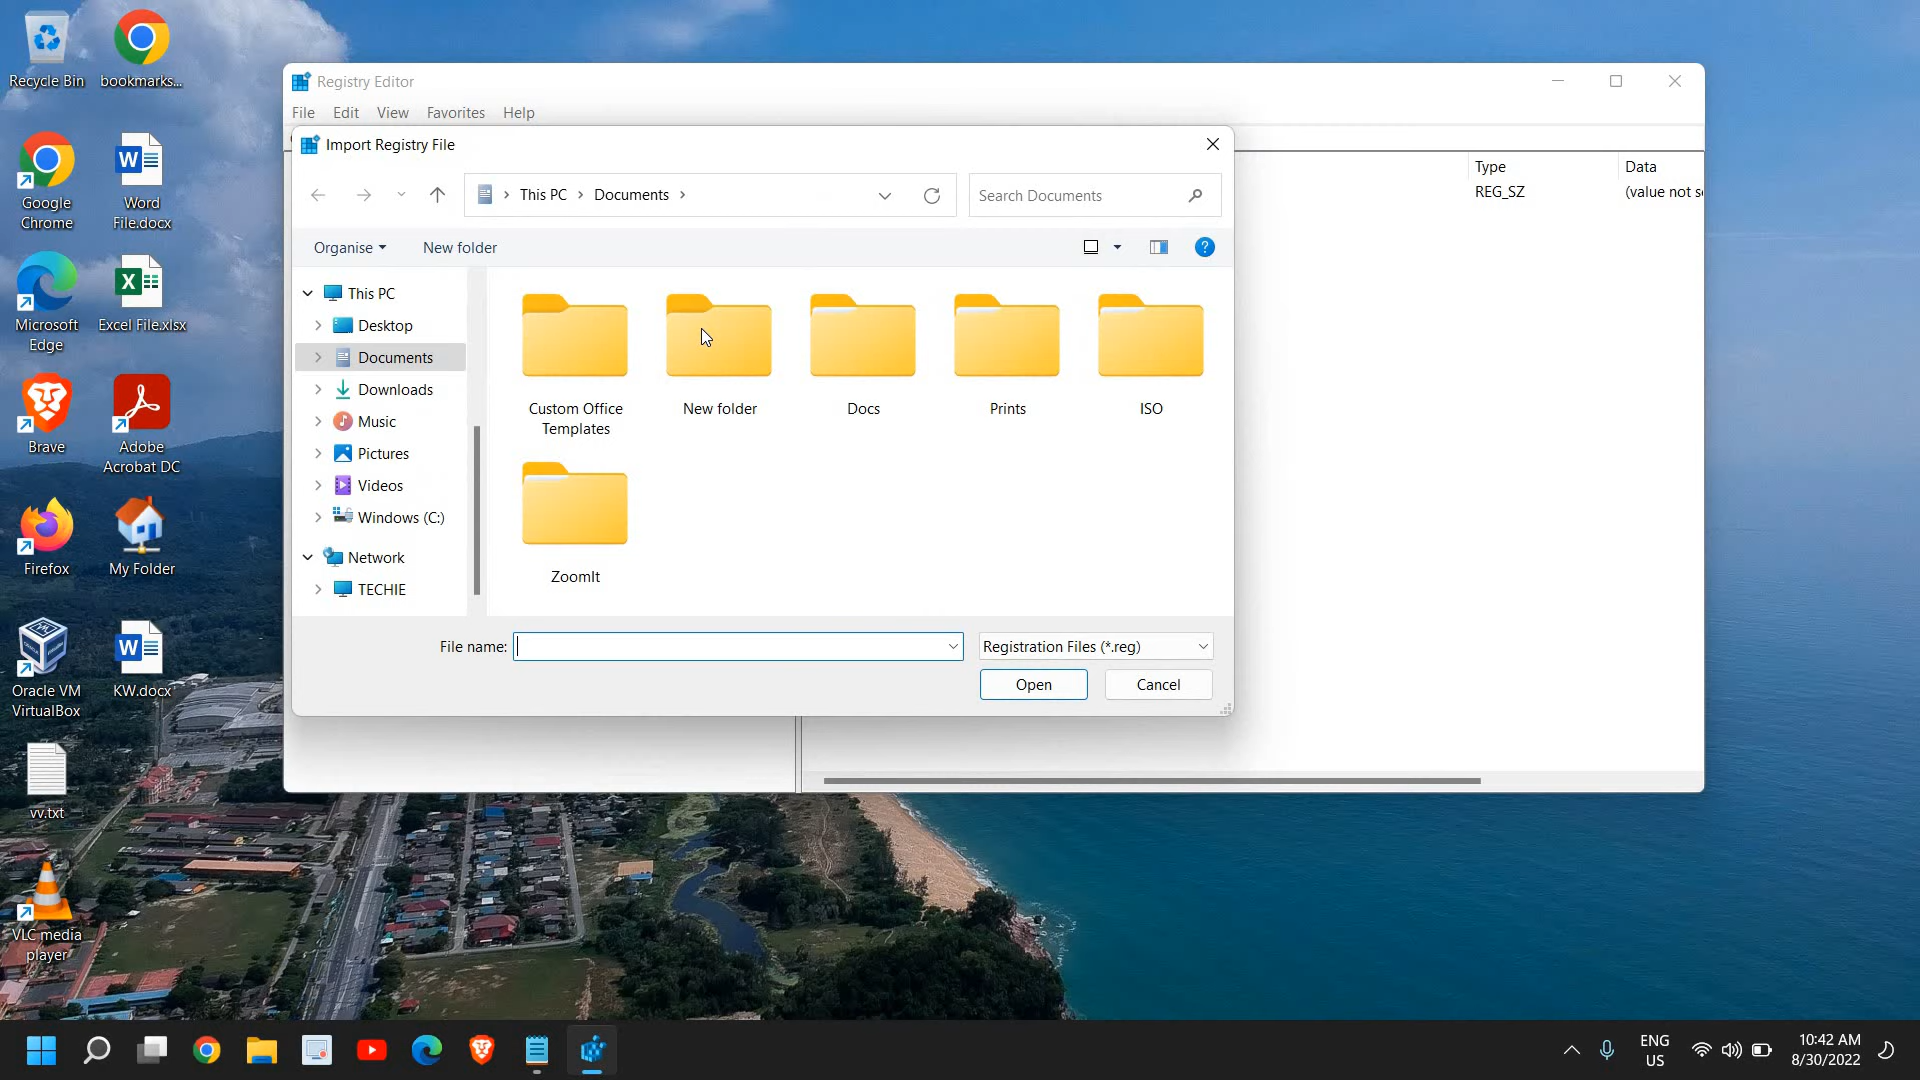 Recycle Bin
bookmarks...
Google
Chrome
Word
File.docx
Microsoft
Edge
Excel File.xlsx
Brave
Adobe
Acrobat DC
Firefox
My Folder
Oracle VM
VirtualBox
KW.docx
vv.txt
VLC media
player
Registry Editor
File Edit View Favorites Help
Type Data
REG_SZ (value not s
Import Registry File
This PC Documents
Search Documents
Organise New folder
This PC
Desktop
Documents
Downloads
Music
Pictures
Videos
Windows (C:)
Network
TECHIE
Custom Office
Templates
New folder
Docs
Prints
ISO
ZoomIt
File name:
Registration Files (*.reg)
Open Cancel
ENG
US
10:42 AM
8/30/2022